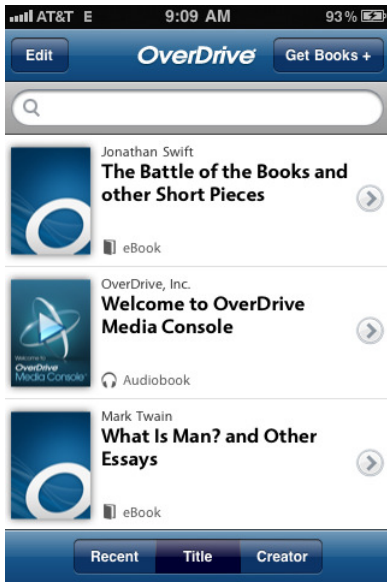 AT&T E 9:09 AM 93%
Edit OverDrive Get Books +
Jonathan Swift
The Battle of the Books and
other Short Pieces
eBook
OverDrive, Inc.
Welcome to OverDrive
Media Console
Welcome to
OverDrive
Media Console
Audiobook
Mark Twain
What Is Man? and Other
Essays
eBook
Recent Title Creator